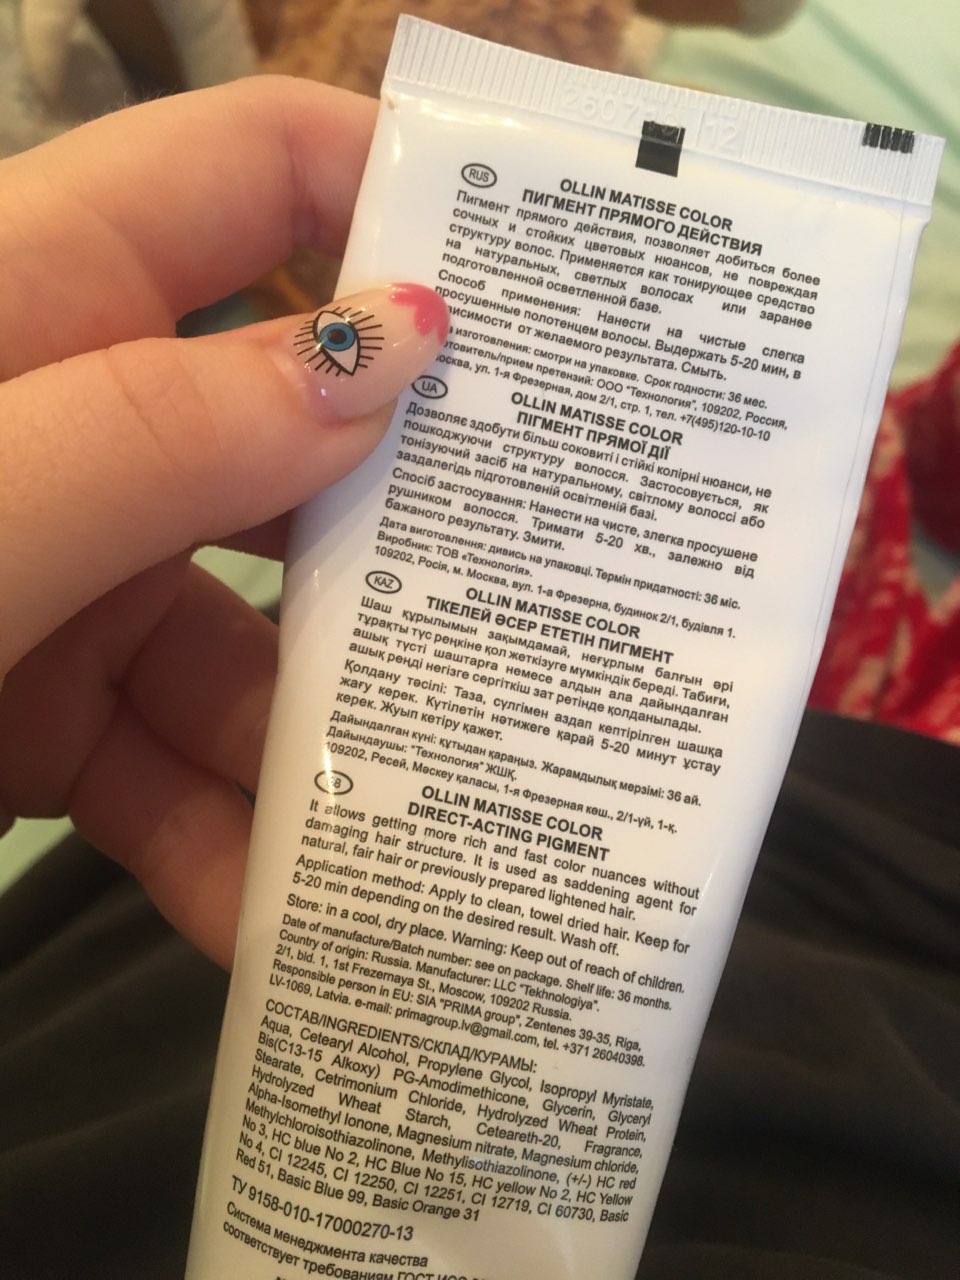 12
RUS
OLLIN MATISSE COLOR
ПИГМЕНТ ПРЯМОГО ДЕЙСТВИЯ
Пигмент прямого действия, позволяет добиться более
сочных и стойких цветовых нюансов, не повреждая
структуру волос. Применяется как тонирующее средство
на натуральных, светлых волосах или заранее
подготовленной осветленной базе.
Способ применения: Нанести на чистые слегка
просушенные полотенцем волосы. Выдержать 5-20 мин, в
от желаемого результата. Смыть.
изготовления: смотри на упаковке. Срок годности: 36 мес.
претензий: ООО "Технология", 109202, Россия,
ул. 1-я Фрезерная, дом 2/1, стр. 1, тел. +7(495)120-10-10
UA
OLLIN MATISSE COLOR
ПІГМЕНТ ПРЯМОЇ ДІЇ
Дозволяє здобути більш соковиті і стійкі колірні нюанси, не
пошкоджуючи структуру волосся. Застосовується, як
тонізуючий засіб на натуральному, світлому волоссі або
заздалегідь підготовленій освітленій базі.
Спосіб застосування: Нанести на чисте, злегка просушене
рушником волосся. Тримати 5-20 хв., залежно від
бажаного результату. Змити.
Дата виготовлення: дивись на упаковці. Термін придатності: 36 міс.
Виробник: ТОВ «Технологія».
109202, Росія, м. Москва, вул. 1-а Фрезерна, будинок 2/1, будівля 1.
KAZ
OLLIN MATISSE COLOR
ТІКЕЛЕЙ ӘСЕР ЕТЕТІН ПИГМЕНТ
Шаш құрылымын зақымдамай, неғұрлым балғын әрі
тұрақты түс реңкіне қол жеткізуге мүмкіндік береді. Табиғи,
ашық түсті шаштарға немесе алдын ала дайындалған
ашық реңді негізге сергіткіш зат ретінде қолданылады.
Қолдану тәсілі: Таза, сүлгімен аздап кептірілген шашқа
жағу керек. Күтілетін нәтижеге қарай 5-20 минут ұстау
керек. Жуып кетіру қажет.
Дайындалған күні: құтыдан қараңыз. Жарамдылық мерзімі: 36 ай.
Дайындаушы: "Технология" ЖШҚ.
109202, Ресей, Мәскеу қаласы, 1-я Фрезерная көш., 2/1-үй, 1-қ.
GB
OLLIN MATISSE COLOR
DIRECT-ACTING PIGMENT
It allows getting more rich and fast color nuances without
damaging hair structure. It is used as saddening agent for
natural, fair hair or previously prepared lightened hair.
Application method: Apply to clean, towel dried hair. Keep for
5-20 min depending on the desired result. Wash off.
Store: in a cool, dry place. Warning: Keep out of reach of children.
Date of manufacture/Batch number: see on package. Shelf life: 36 months.
Country of origin: Russia. Manufacturer: LLC "Tekhnologiya".
2/1, bld. 1, 1st Frezernaya St., Moscow, 109202 Russia.
Responsible person in EU: SIA "PRIMA group", Zentenes 39-35, Riga,
LV-1069, Latvia. e-mail: primagroup.lv@gmail.com, tel. +371 26040398.
СОСТАВ/INGREDIENTS/СКЛАД/ҚУРАМЫ:
Aqua, Cetearyl Alcohol, Propylene Glycol, Isopropyl Myristate,
Bis(C13-15 Alkoxy) PG-Amodimethicone, Glycerin, Glyceryl
Stearate, Cetrimonium Chloride, Hydrolyzed Wheat Protein,
Hydrolyzed Wheat Starch, Ceteareth-20, Fragrance,
Alpha-Isomethyl Ionone, Magnesium nitrate, Magnesium chloride,
Methylchloroisothiazolinone, Methylisothiazolinone, (+/-) HC red
No 3, HC blue No 2, HC Blue No 15, HC yellow No 2, HC Yellow
No 4, CI 12245, CI 12250, CI 12251, CI 12719, CI 60730, Basic
Red 51, Basic Blue 99, Basic Orange 31
ТУ 9158-010-17000270-13
Система менеджмента качества
соответствует требованиям ГОСТ ИСО